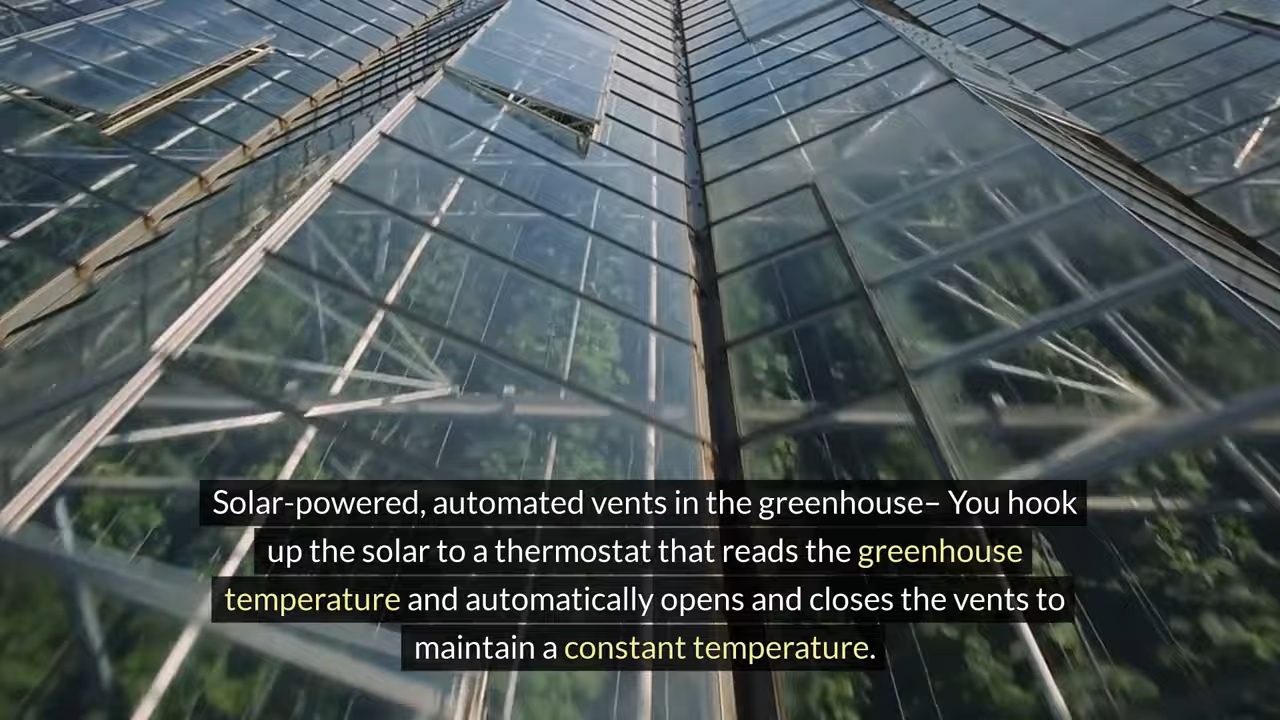 Solar-powered, automated vents in the greenhouse– You hook
up the solar to a thermostat that reads the greenhouse
temperature and automatically opens and closes the vents to
maintain a constant temperature.